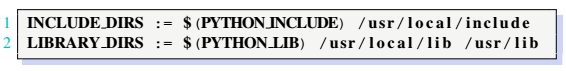 1 INCLUDE_DIRS := $(PYTHON_INCLUDE) /usr/local/include
2 LIBRARY_DIRS := $(PYTHON_LIB) /usr/local/lib /usr/lib